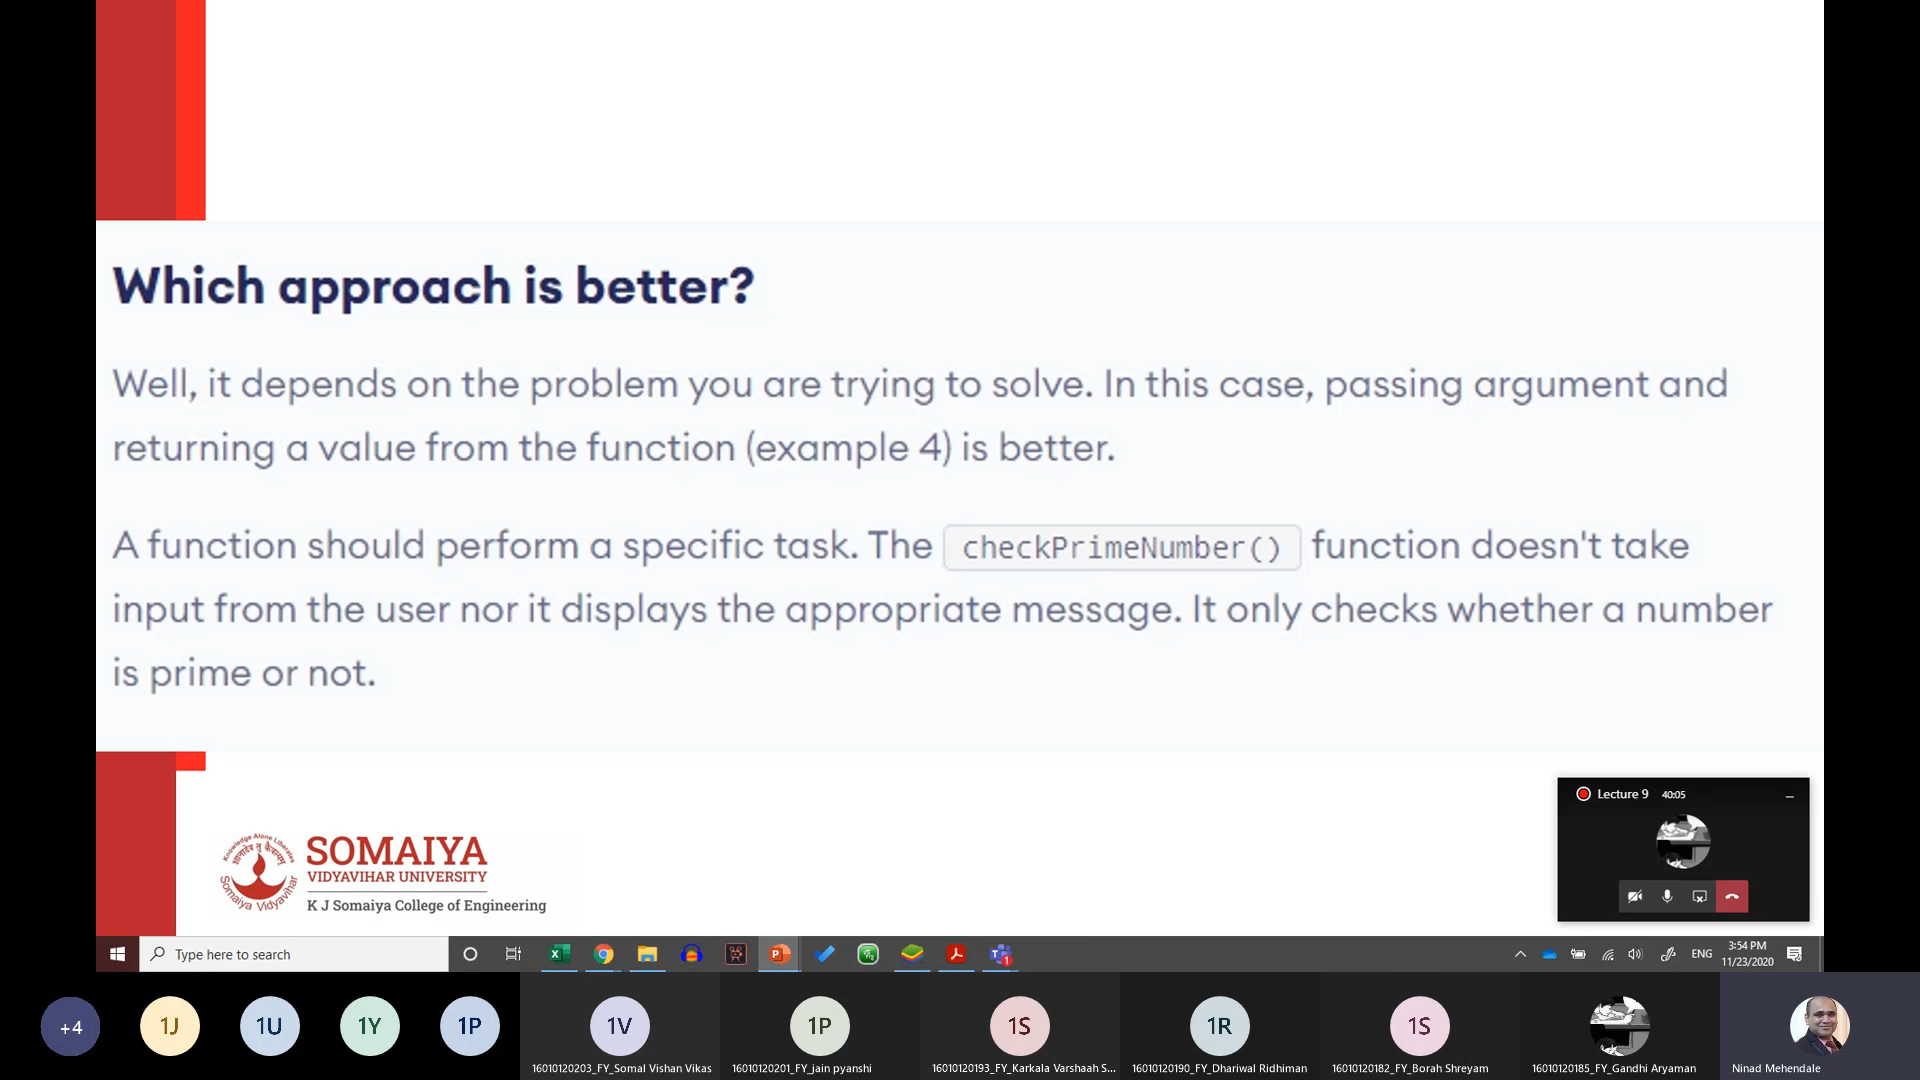 Which approach is better?
Well, it depends on the problem you are trying to solve. In this case, passing argument and
returning a value from the function (example 4) is better.
A function should perform a specific task. The checkPrimeNumber() function doesn't take
input from the user nor it displays the appropriate message. It only checks whether a number
is prime or not.
Lecture 9 40:05
SOMAIYA
VIDYAVIHAR UNIVERSITY
K J Somaiya College of Engineering
Somaiya Vidyavihar
Type here to search
ENG
3:54 PM
11/23/2020
+4
1J
1U
1Y
1P
1V
1P
1S
1R
1S
16010120203_FY_Somal Vishan Vikas
16010120201_FY_jain pyanshi
16010120193_FY_Karkala Varshaah S...
16010120190_FY_Dhariwal Ridhiman
16010120182_FY_Borah Shreyam
16010120185_FY_Gandhi Aryaman
Ninad Mehendale